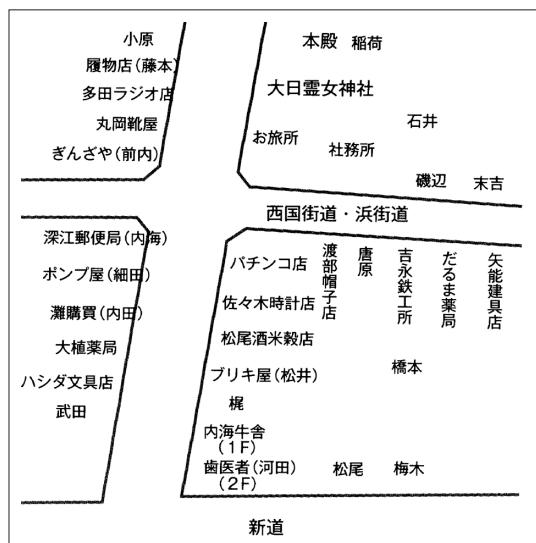 小原
履物店(藤本)
多田ラジオ店
丸岡靴屋
ぎんざや(前内)
本殿
稲荷
大日霊女神社
お旅所
社務所
石井
磯辺
末吉
西国街道・浜街道
深江郵便局(内海)
ポンプ屋(細田)
灘購買(内田)
大植薬局
ハシダ文具店
武田
パチンコ店
佐々木時計店
松尾酒米穀店
ブリキ屋(松井)
梶
内海牛舎
(1F)
歯医者(河田)
(2F)
渡部帽子店
唐原
吉永鉄工所
だるま薬局
矢能建具店
橋本
松尾
梅木
新道